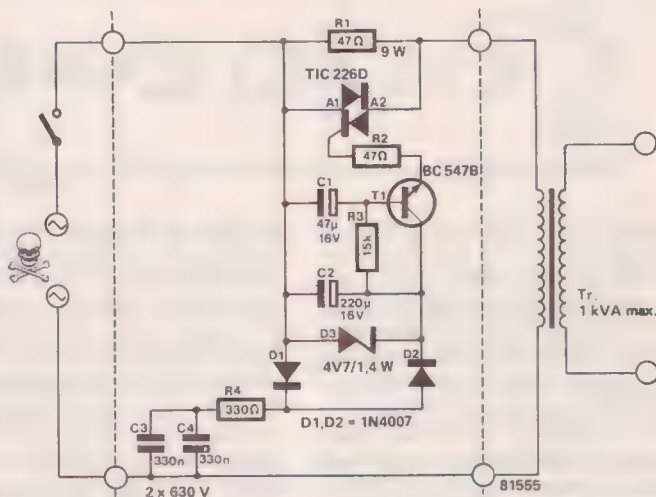 R1
47Ω
9 W
TIC 226D
A1
A2
R2
47Ω
BC 547B
C1
T1
47µ
16V
R3
15k
C2
220µ
16V
D3
4V7/1,4 W
D1
D2
R4
330Ω
D1,D2 = 1N4007
C3
C4
330n
330n
2 x 630 V
Tr.
1 kVA max.
81555